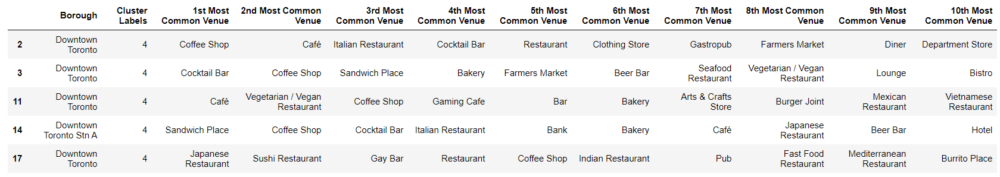 Borough Cluster Labels 1st Most Common Venue 2nd Most Common Venue 3rd Most Common Venue 4th Most Common Venue 5th Most Common Venue 6th Most Common Venue 7th Most Common Venue 8th Most Common Venue 9th Most Common Venue 10th Most Common Venue
2 Downtown Toronto 4 Coffee Shop Café Italian Restaurant Cocktail Bar Restaurant Clothing Store Gastropub Farmers Market Diner Department Store
3 Downtown Toronto 4 Cocktail Bar Coffee Shop Sandwich Place Bakery Farmers Market Beer Bar Seafood Restaurant Vegetarian / Vegan Restaurant Lounge Bistro
11 Downtown Toronto 4 Café Vegetarian / Vegan Restaurant Coffee Shop Gaming Cafe Bar Bakery Arts & Crafts Store Burger Joint Mexican Restaurant Vietnamese Restaurant
14 Downtown Toronto Stn A 4 Sandwich Place Coffee Shop Cocktail Bar Italian Restaurant Bank Bakery Café Japanese Restaurant Beer Bar Hotel
17 Downtown Toronto 4 Japanese Restaurant Sushi Restaurant Gay Bar Restaurant Coffee Shop Indian Restaurant Pub Fast Food Restaurant Mediterranean Restaurant Burrito Place